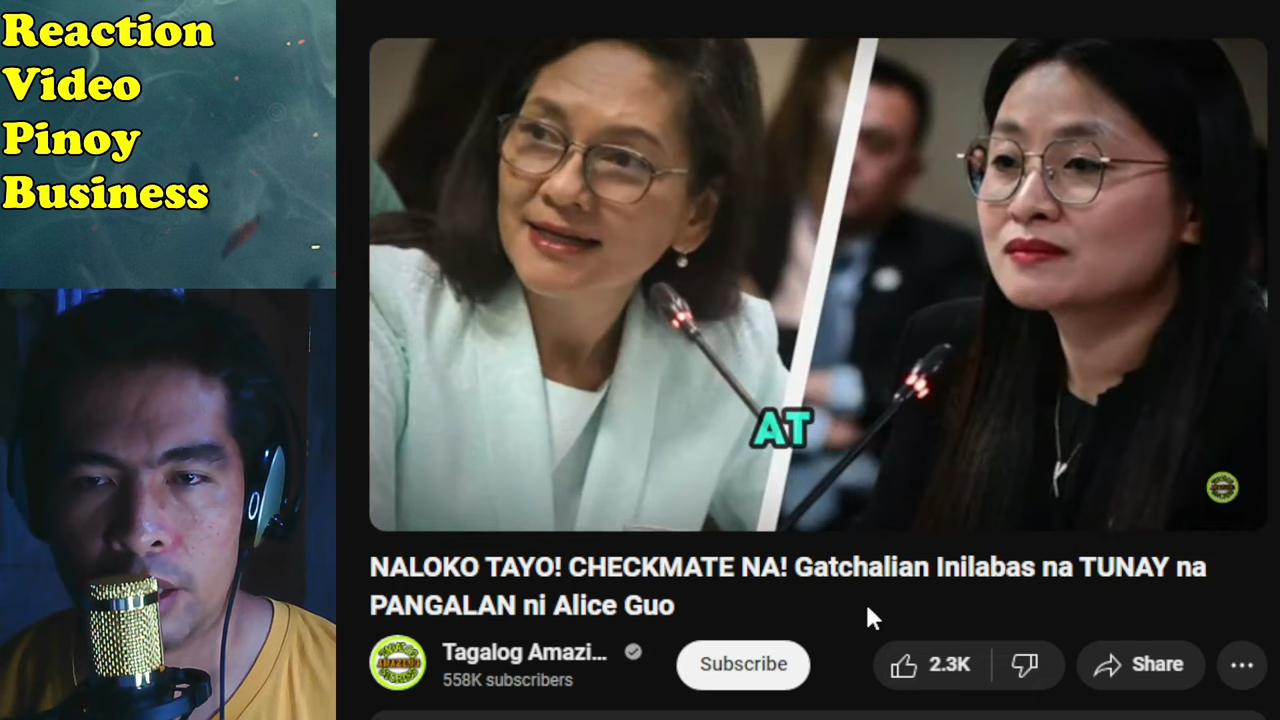 Reaction
Video
Pinoy
Business
AT
NALOKO TAYO! CHECKMATE NA! Gatchalian Inilabas na TUNAY na
PANGALAN ni Alice Guo
Tagalog Amazi...
558K subscribers
Subscribe
2.3K
Share